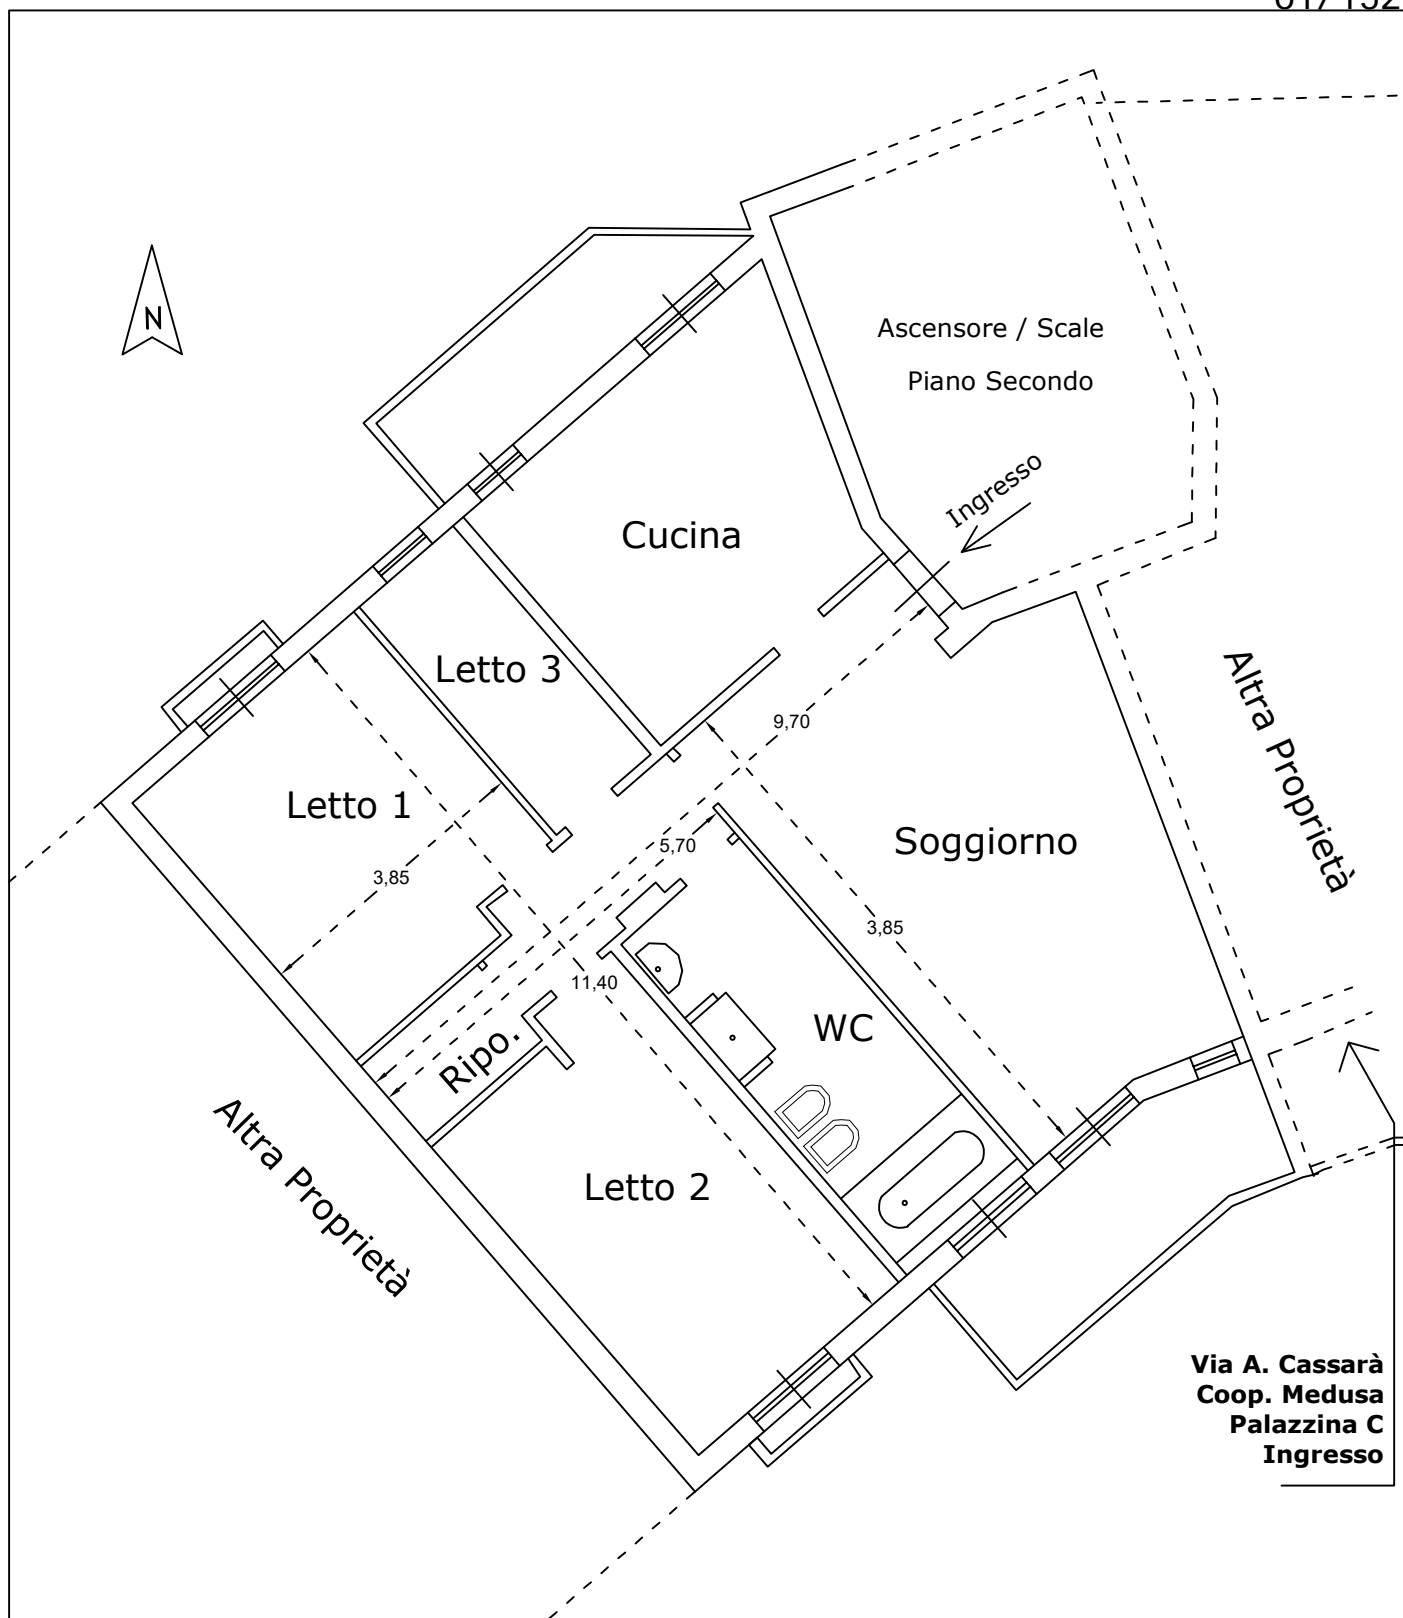 N
Ascensore / Scale
Piano Secondo
Ingresso
Cucina
Letto 3
Altra Proprietà
9,70
Letto 1
5,70
Soggiorno
3,85
3,85
11,40
WC
Ripo.
Altra Proprietà
Letto 2
Via A. Cassarà
Coop. Medusa
Palazzina C
Ingresso